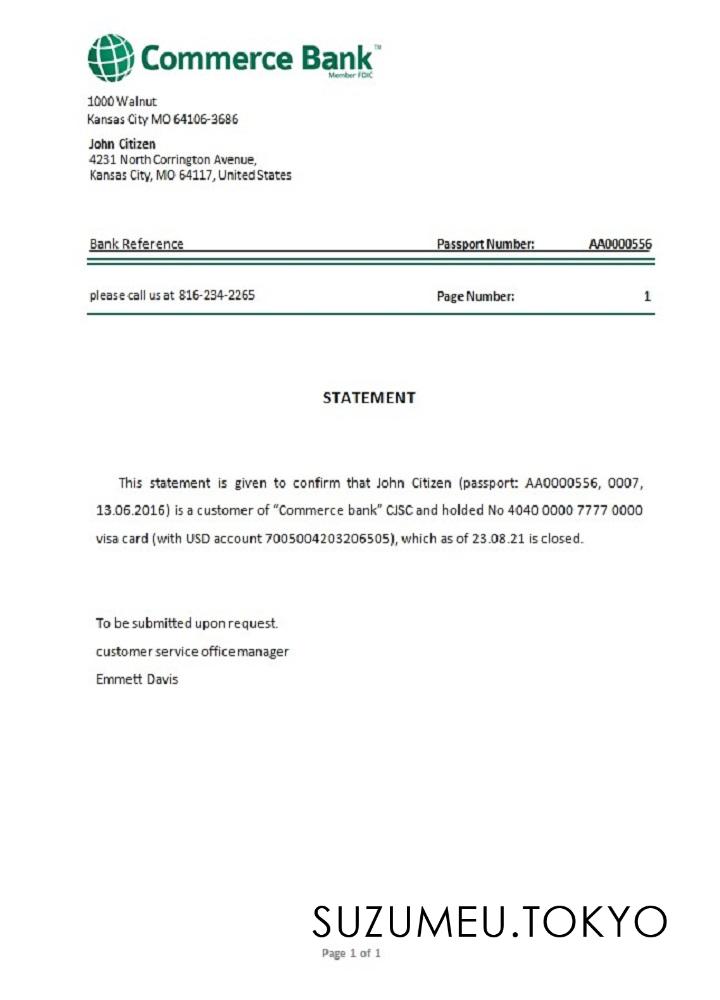 Commerce Bank™
Member FDIC
1000 Walnut
Kansas City MO 64106-3686
John Citizen
4231 North Corrington Avenue,
Kansas City, MO 64117, United States
Bank Reference Passport Number: AA0000556
please call us at 816-234-2265 Page Number: 1
STATEMENT
This statement is given to confirm that John Citizen (passport: AA0000556, 0007,
13.06.2016) is a customer of “Commerce bank” CJSC and holded No 4040 0000 7777 0000
visa card (with USD account 7005004203206505), which as of 23.08.21 is closed.
To be submitted upon request.
customer service office manager
Emmett Davis
SUZUMEU.TOKYO
Page 1 of 1